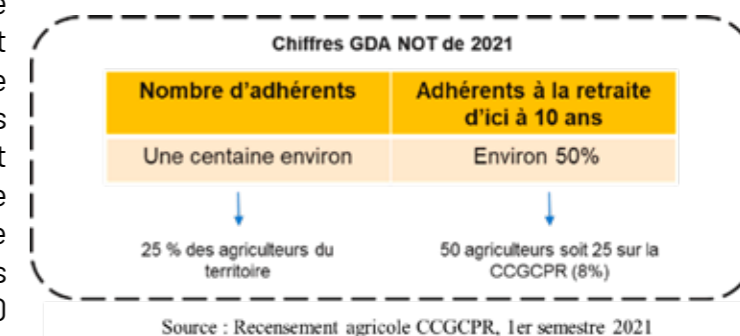 Chiffres GDA NOT de 2021
Nombre d'adhérents
Adhérents à la retraite
d'ici à 10 ans
Une centaine environ
Environ 50%
25 % des agriculteurs du
territoire
50 agriculteurs soit 25 sur la
CCGCPR (8%)
Source : Recensement agricole CCGCPR, 1er semestre 2021